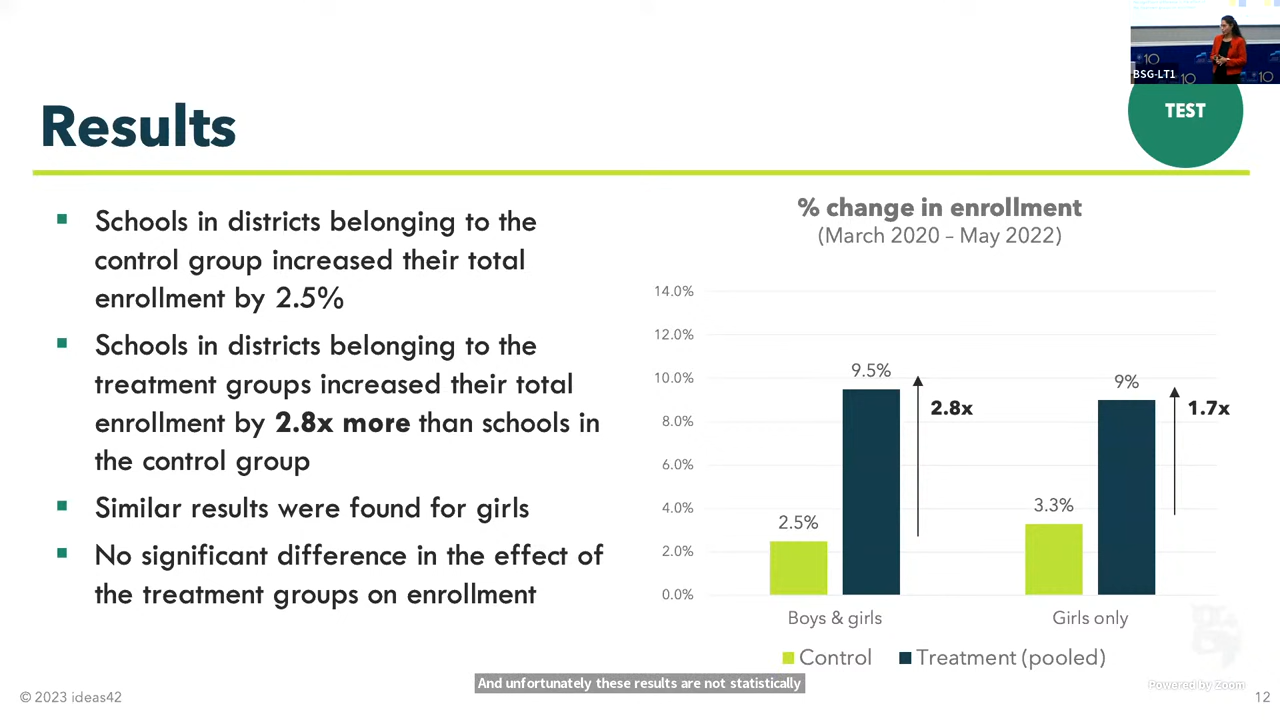 BSG-LT1
10
10
10
TEST
Results
Schools in districts belonging to the
control group increased their total
enrollment by 2.5%
Schools in districts belonging to the
treatment groups increased their total
enrollment by 2.8x more than schools in
the control group
Similar results were found for girls
No significant difference in the effect of
the treatment groups on enrollment
% change in enrollment
(March 2020 – May 2022)
14.0%
12.0%
10.0%
8.0%
6.0%
4.0%
2.0%
0.0%
2.5%
9.5%
2.8x
3.3%
9%
1.7x
Boys & girls
Girls only
Control
Treatment (pooled)
And unfortunately these results are not statistically
Powered by Zoom
© 2023 ideas42
12